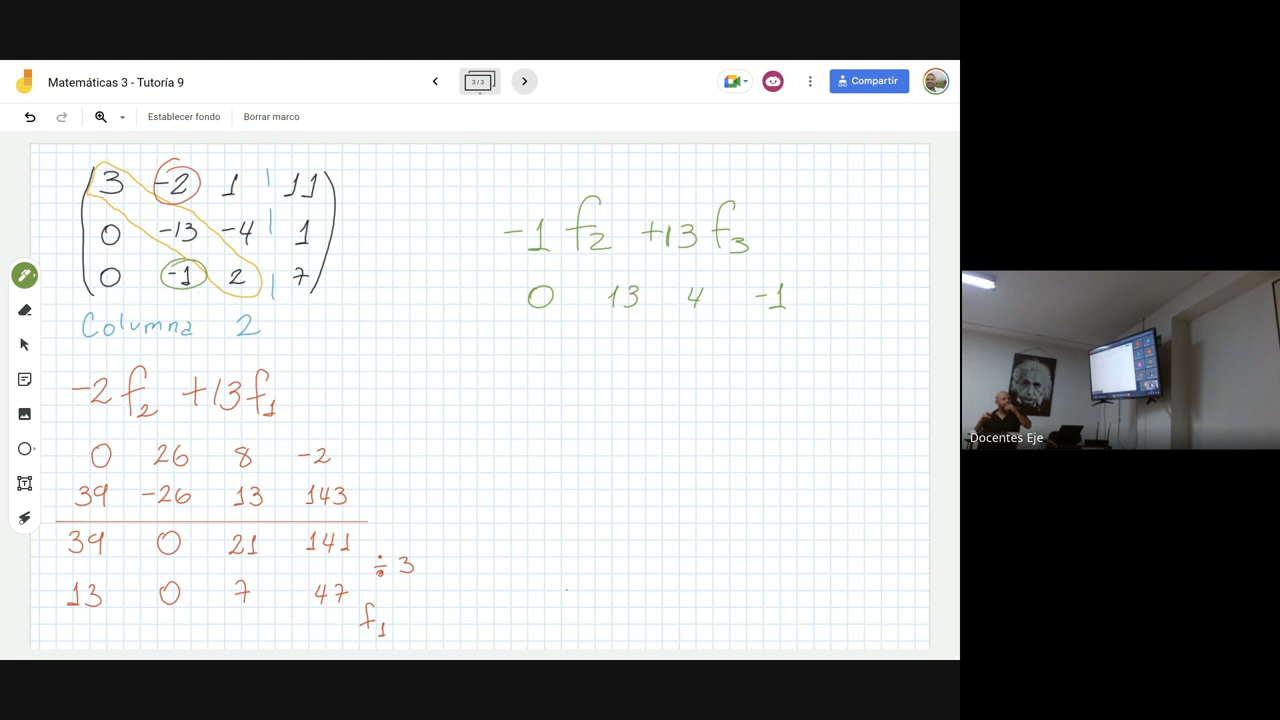 Matemáticas 3 - Tutoría 9
3/3
Compartir
Establecer fondo
Borrar marco
3 -2 1 | 11
0 -13 -4 | 1
0 -1 2 | 7
Columna 2
-2 f2 +13 f1
0 26 8 -2
39 -26 13 143
39 0 21 141
÷ 3
13 0 7 47
f1
-1 f2 +13 f3
0 13 4 -1
Docentes Eje